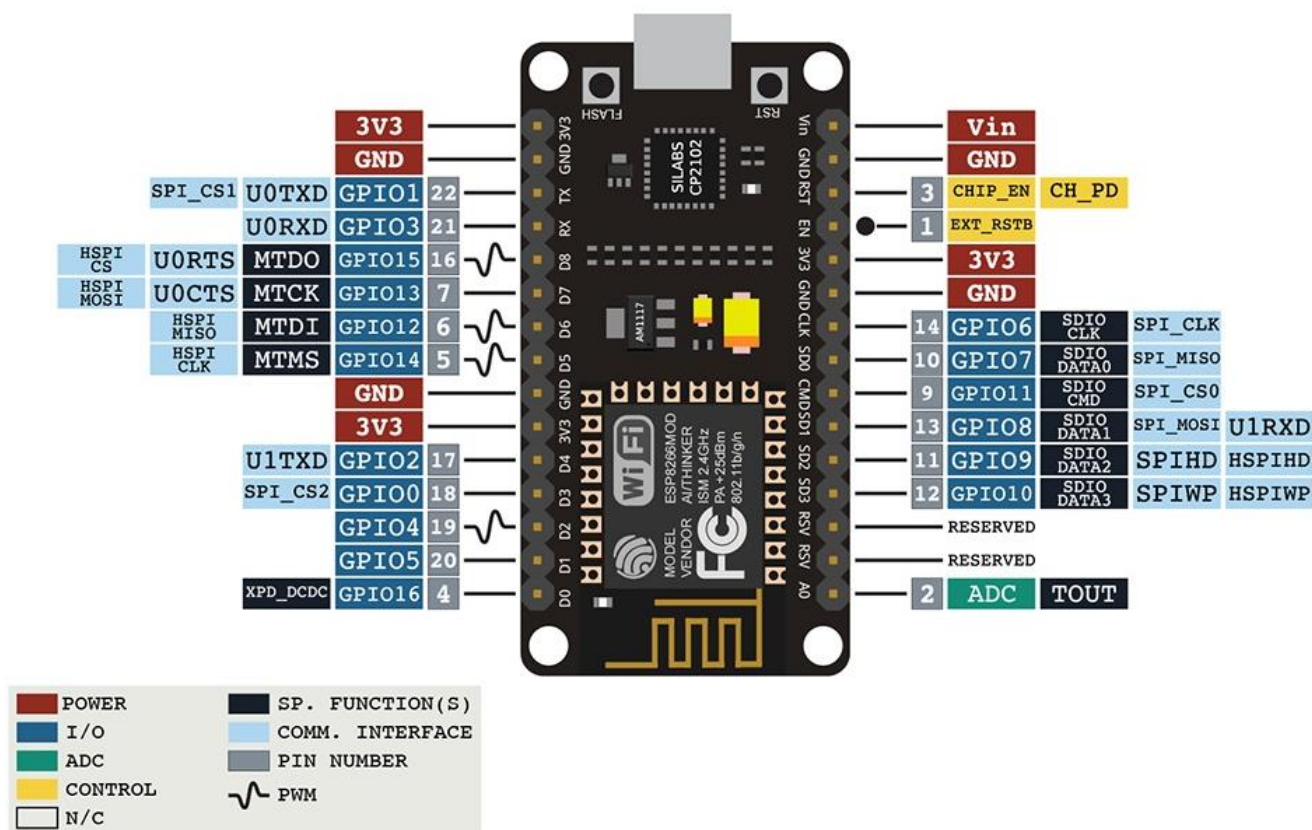 FLASH
RST
SILABS
CP2102
AM1117
WiFi
ESP8266MOD
AI/THINKER
ISM 2.4GHz
PA +25dBm
802.11b/g/n
MODEL
VENDOR
FC
3V3 3V3
GND GND
SPI_CS1 U0TXD GPIO1 22 TX
U0RXD GPIO3 21 RX
HSPI CS U0RTS MTDO GPIO15 16 D8
HSPI MOSI U0CTS MTCK GPIO13 7 D7
HSPI MISO MTDI GPIO12 6 D6
HSPI CLK MTMS GPIO14 5 D5
GND GND
3V3 3V3
U1TXD GPIO2 17 D4
SPI_CS2 GPIO0 18 D3
GPIO4 19 D2
GPIO5 20 D1
XPD_DCDC GPIO16 4 D0
Vin Vin
GND GND
RST 3 CHIP_EN CH_PD
EN 1 EXT_RSTB
3V3 3V3
GND GND
CLK 14 GPIO6 SDIO CLK SPI_CLK
SD0 10 GPIO7 SDIO DATA0 SPI_MISO
CMD 9 GPIO11 SDIO CMD SPI_CS0
SD1 13 GPIO8 SDIO DATA1 SPI_MOSI U1RXD
SD2 11 GPIO9 SDIO DATA2 SPIHD HSPIHD
SD3 12 GPIO10 SDIO DATA3 SPIWP HSPIWP
RSV RESERVED
RSV RESERVED
A0 2 ADC TOUT
POWER
I/O
ADC
CONTROL
N/C
SP. FUNCTION(S)
COMM. INTERFACE
PIN NUMBER
PWM